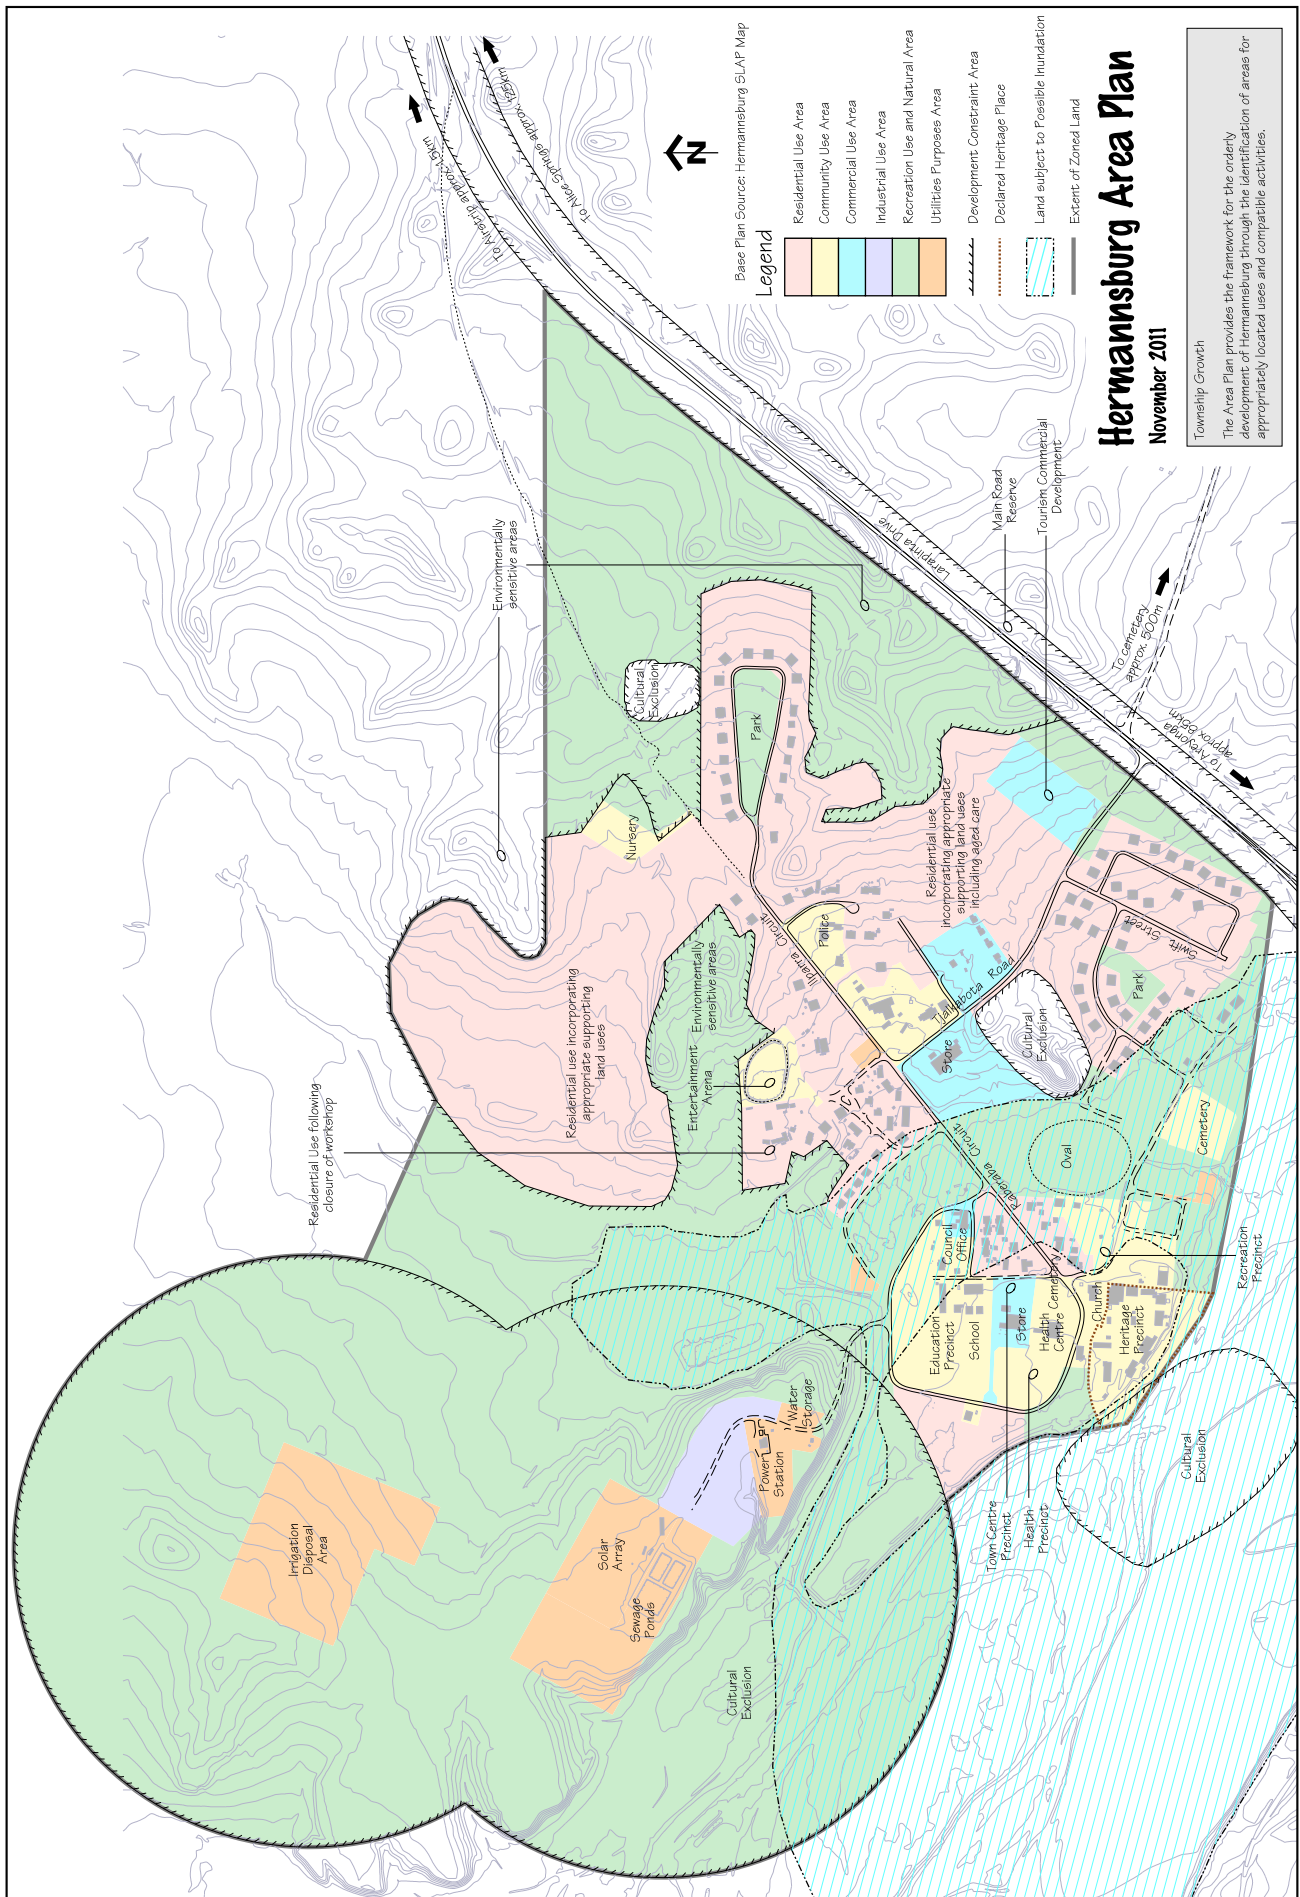 Hermannsburg Area Plan
November 2011
Township Growth
The Area Plan provides the framework for the orderly
development of Hermannsburg through the identification of areas for
appropriately located uses and compatible activities.
Base Plan Source: Hermannsburg SLAP Map
Legend
Residential Use Area
Community Use Area
Commercial Use Area
Industrial Use Area
Recreation Use and Natural Area
Utilities Purposes Area
Development Constraint Area
Declared Heritage Place
Land subject to Possible Inundation
Extent of Zoned Land
N
To Airstrip approx. 1.5km
To Alice Springs approx. 125km
Environmentally
sensitive areas
Larapinta Drive
Main Road
Reserve
Tourism Commercial
Development
To cemetery
approx. 500m
To Areyonga
approx. 85km
Cultural
Exclusion
Park
Nursery
Residential use
incorporating appropriate
supporting land uses
including aged care
Residential use incorporating
appropriate supporting
land uses
Environmentally
sensitive areas
Entertainment
Arena
Residential Use following
closure of workshop
Ilparra Circuit
Police
Tjalkabota Road
Store
Cultural
Exclusion
Swift Street
Park
Raberaba Circuit
Oval
Cemetery
Council
Office
Education
Precinct
School
Store
Health
Centre
Cemetery
Church
Heritage
Precinct
Recreation
Precinct
Town Centre
Precinct
Health
Precinct
Cultural
Exclusion
Water
Storage
Power
Station
Solar
Array
Sewage
Ponds
Irrigation
Disposal
Area
Cultural
Exclusion